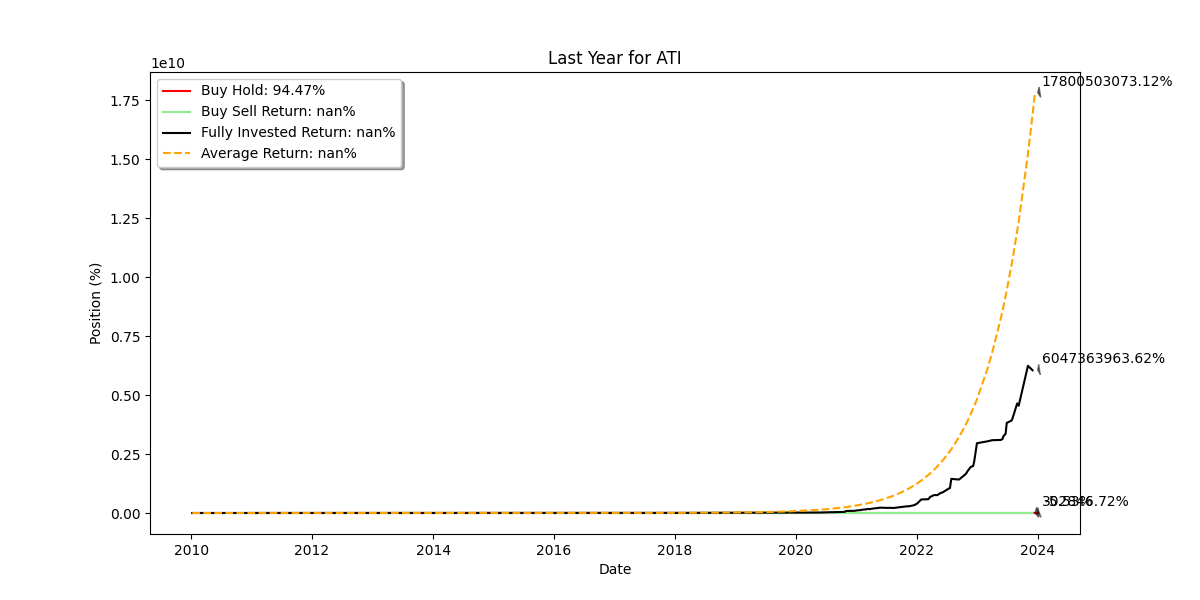 Last Year for ATI
1e10
Buy Hold: 94.47%
Buy Sell Return: nan%
Fully Invested Return: nan%
Average Return: nan%
17800503073.12%
6047363963.62%
1.75
1.50
1.25
1.00
0.75
0.50
0.25
0.00
Position (%)
2010
2012
2014
2016
2018
2020
2022
2024
Date